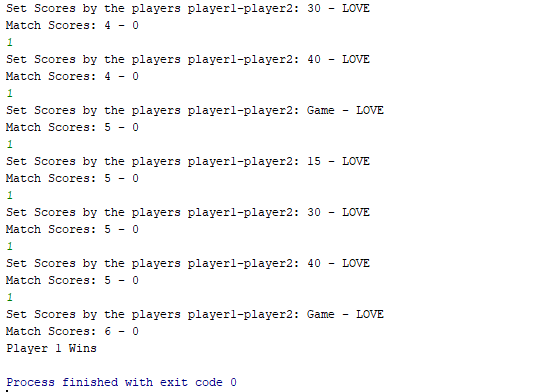 Set Scores by the players player1-player2: 30 - LOVE
Match Scores: 4 - 0
1
Set Scores by the players player1-player2: 40 - LOVE
Match Scores: 4 - 0
1
Set Scores by the players player1-player2: Game - LOVE
Match Scores: 5 - 0
1
Set Scores by the players player1-player2: 15 - LOVE
Match Scores: 5 - 0
1
Set Scores by the players player1-player2: 30 - LOVE
Match Scores: 5 - 0
1
Set Scores by the players player1-player2: 40 - LOVE
Match Scores: 5 - 0
1
Set Scores by the players player1-player2: Game - LOVE
Match Scores: 6 - 0
Player 1 Wins
Process finished with exit code 0